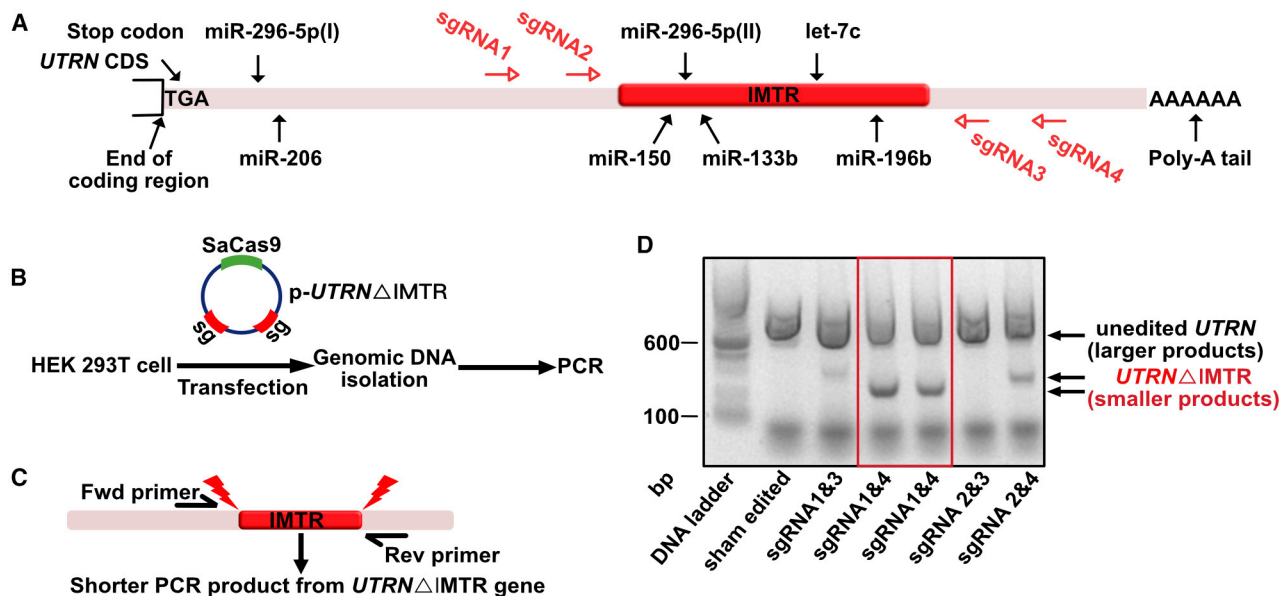 A
Stop codon
miR-296-5p(I)
sgRNA1
sgRNA2
miR-296-5p(II)
let-7c
UTRN CDS
TGA
IMTR
AAAAAA
End of
coding region
miR-206
miR-150
miR-133b
miR-196b
sgRNA3
sgRNA4
Poly-A tail
B
SaCas9
p-UTRN△IMTR
sg
sg
HEK 293T cell
Transfection
Genomic DNA
isolation
PCR
C
Fwd primer
IMTR
Rev primer
Shorter PCR product from UTRN△IMTR gene
D
600
100
bp
unedited UTRN
(larger products)
UTRN△IMTR
(smaller products)
DNA ladder
sham edited
sgRNA1&3
sgRNA1&4
sgRNA1&4
sgRNA 2&3
sgRNA 2&4